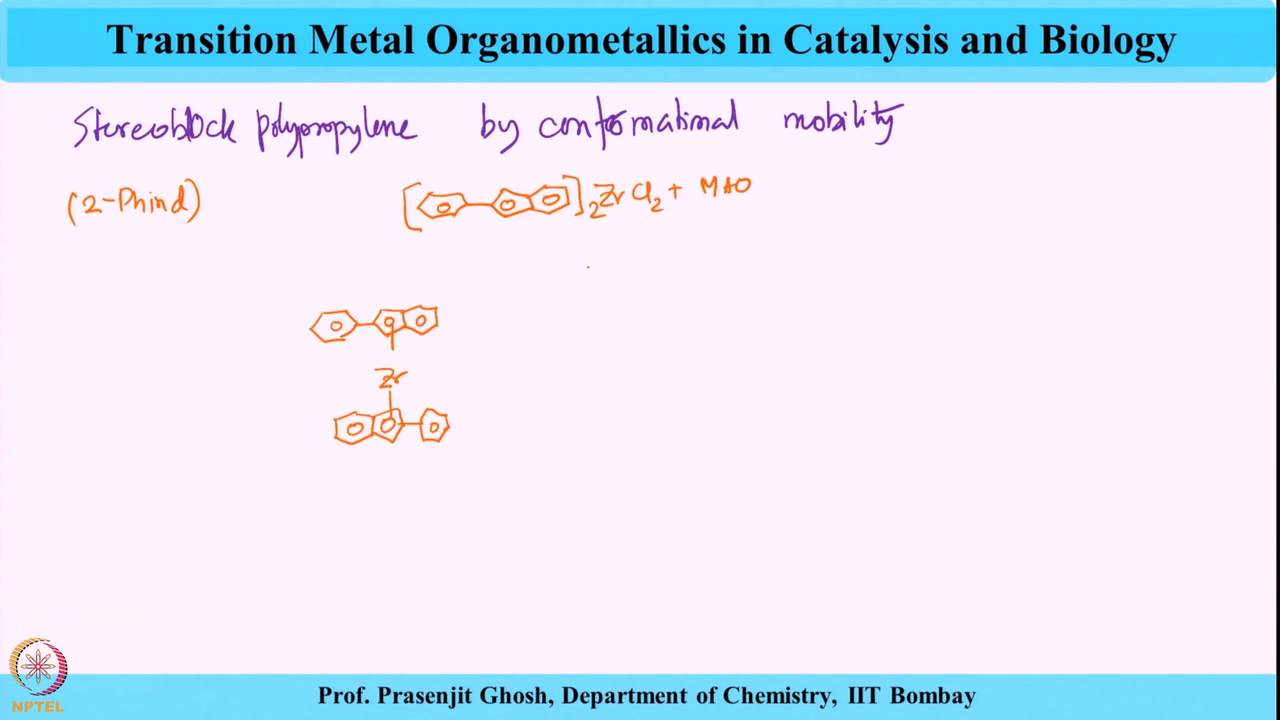 Transition Metal Organometallics in Catalysis and Biology
Stereoblock polypropylene by conformational mobility
(2-Phind) [ ]₂ZrCl₂ + MAO
Zr
Prof. Prasenjit Ghosh, Department of Chemistry, IIT Bombay
NPTEL